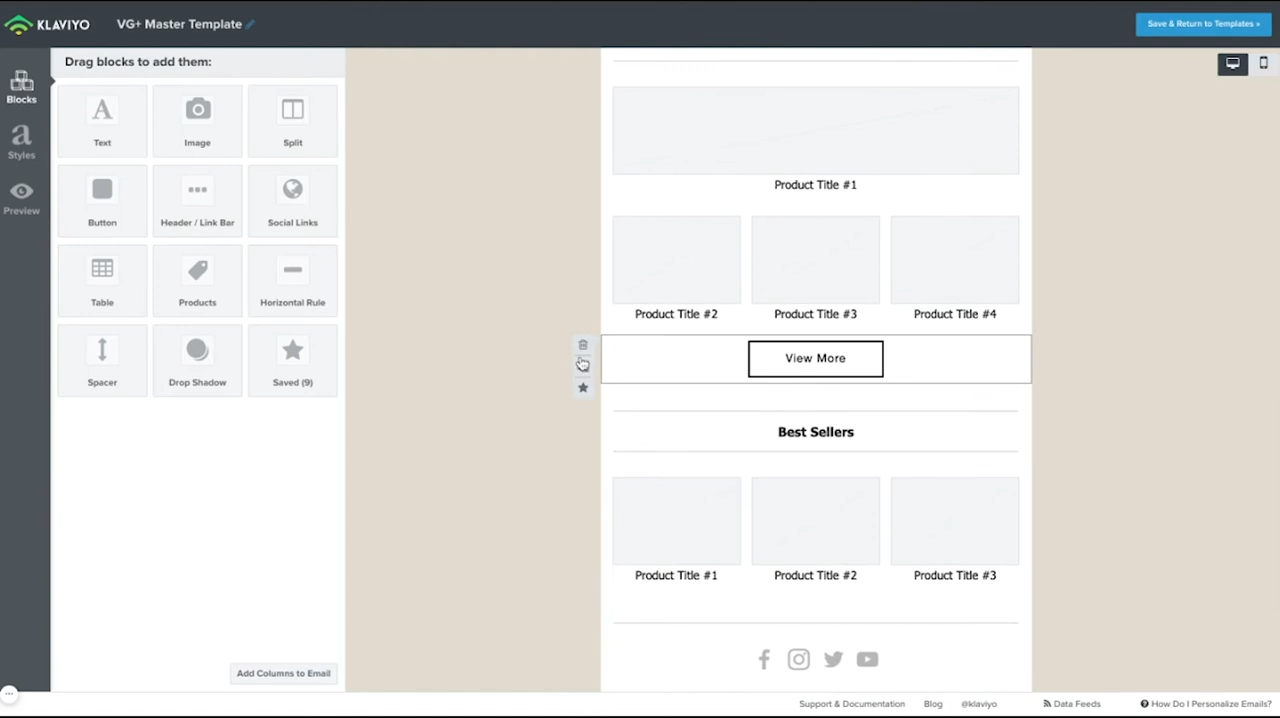 KLAVIYO
VG+ Master Template
Save & Return to Templates »
Drag blocks to add them:
Blocks
Styles
Preview
Text
Image
Split
Button
Header / Link Bar
Social Links
Table
Products
Horizontal Rule
Spacer
Drop Shadow
Saved (9)
Add Columns to Email
Product Title #1
Product Title #2
Product Title #3
Product Title #4
View More
Best Sellers
Product Title #1
Product Title #2
Product Title #3
Support & Documentation
Blog
@klaviyo
Data Feeds
How Do I Personalize Emails?